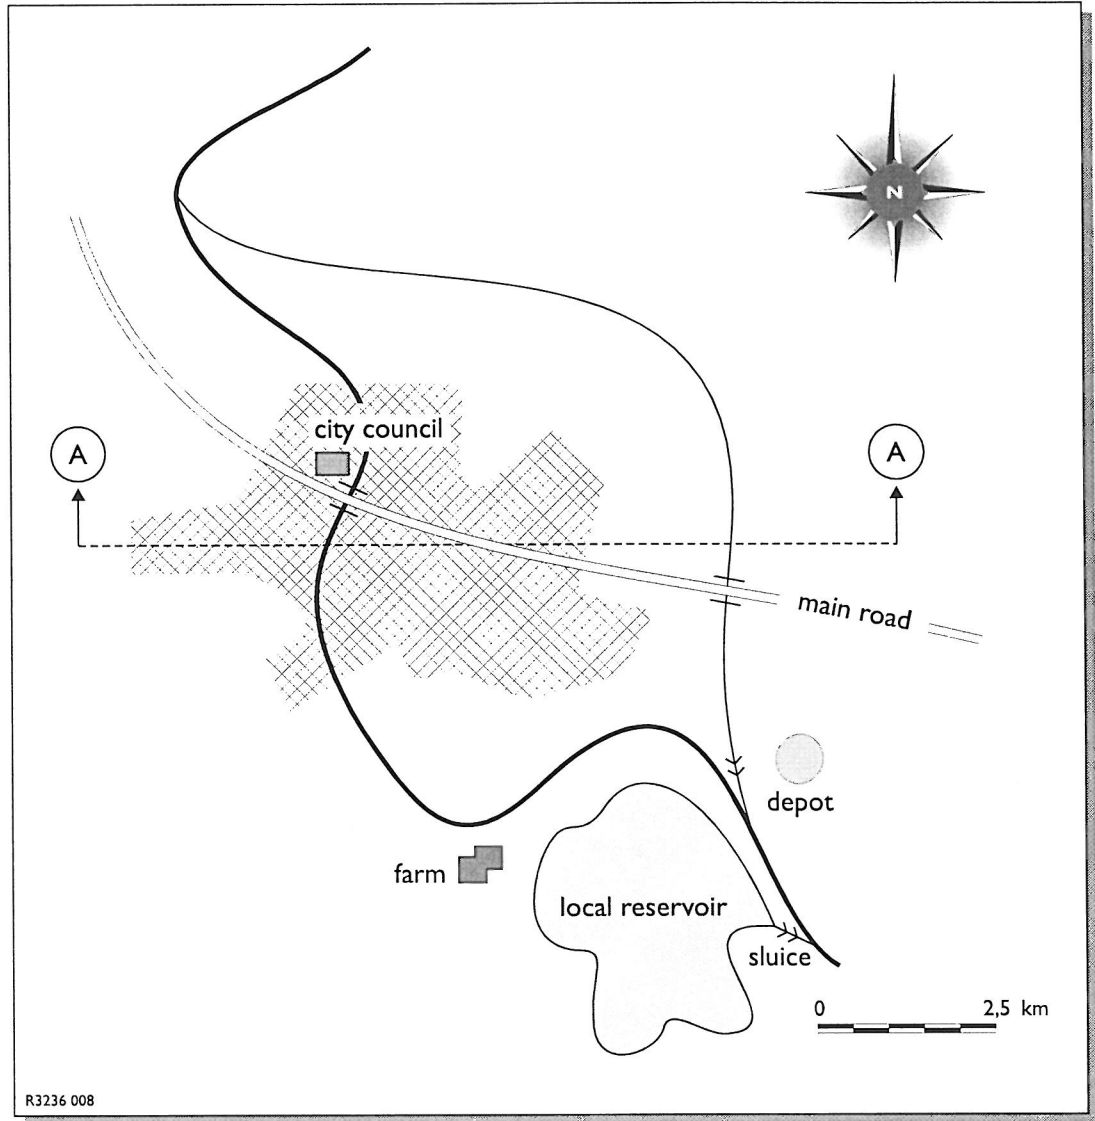 N
city council
A
A
main road
depot
farm
local reservoir
sluice
0 2,5 km
R3236 008